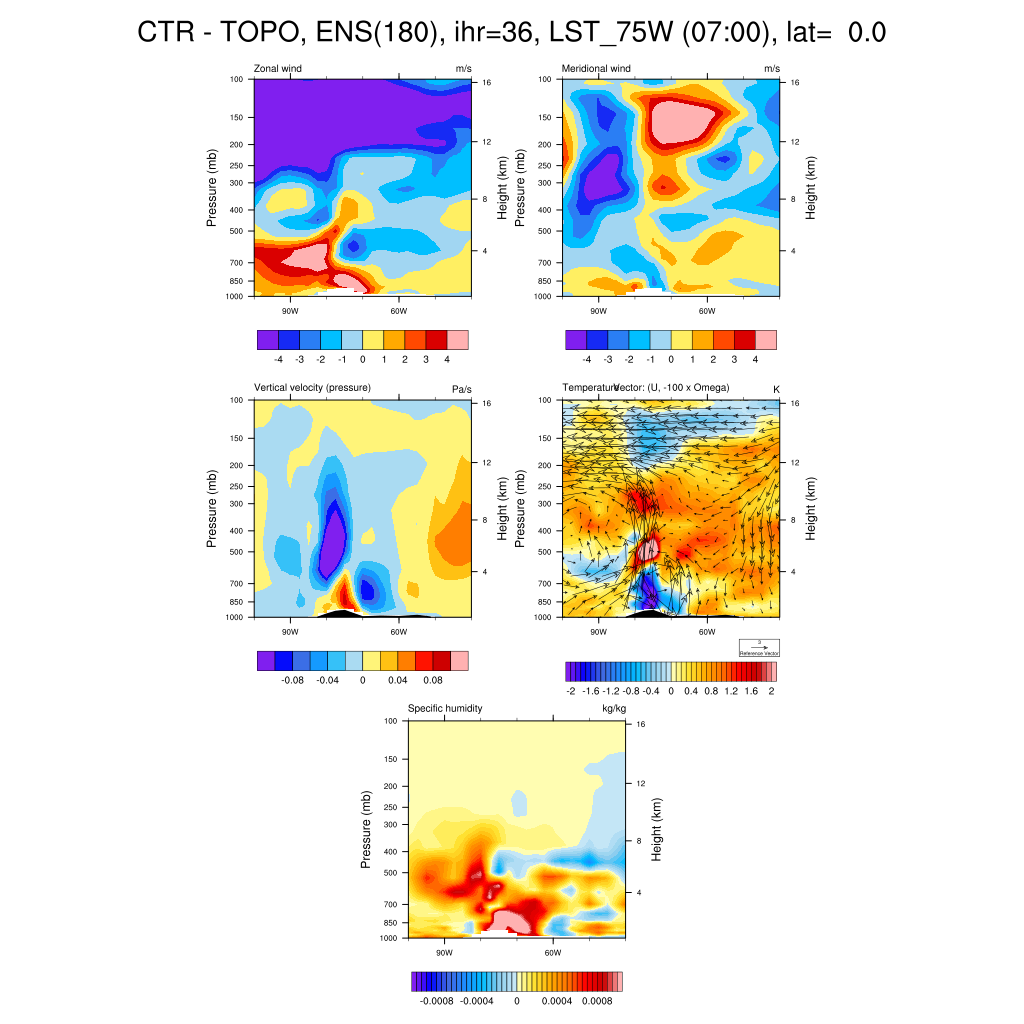 CTR - TOPO, ENS(180), ihr=36, LST_75W (07:00), lat=  0.0
Zonal wind m/s
Pressure (mb)
Height (km)
100
150
200
250
300
400
500
700
850
1000
16
12
8
4
90W 60W
-4 -3 -2 -1 0 1 2 3 4
Meridional wind m/s
Pressure (mb)
Height (km)
100
150
200
250
300
400
500
700
850
1000
16
12
8
4
90W 60W
-4 -3 -2 -1 0 1 2 3 4
Vertical velocity (pressure) Pa/s
Pressure (mb)
Height (km)
100
150
200
250
300
400
500
700
850
1000
16
12
8
4
90W 60W
-0.08 -0.04 0 0.04 0.08
Temperature Vector: (U, -100 x Omega) K
Pressure (mb)
Height (km)
100
150
200
250
300
400
500
700
850
1000
16
12
8
4
90W 60W
3
Reference Vector
-2 -1.6 -1.2 -0.8 -0.4 0 0.4 0.8 1.2 1.6 2
Specific humidity kg/kg
Pressure (mb)
Height (km)
100
150
200
250
300
400
500
700
850
1000
16
12
8
4
90W 60W
-0.0008 -0.0004 0 0.0004 0.0008